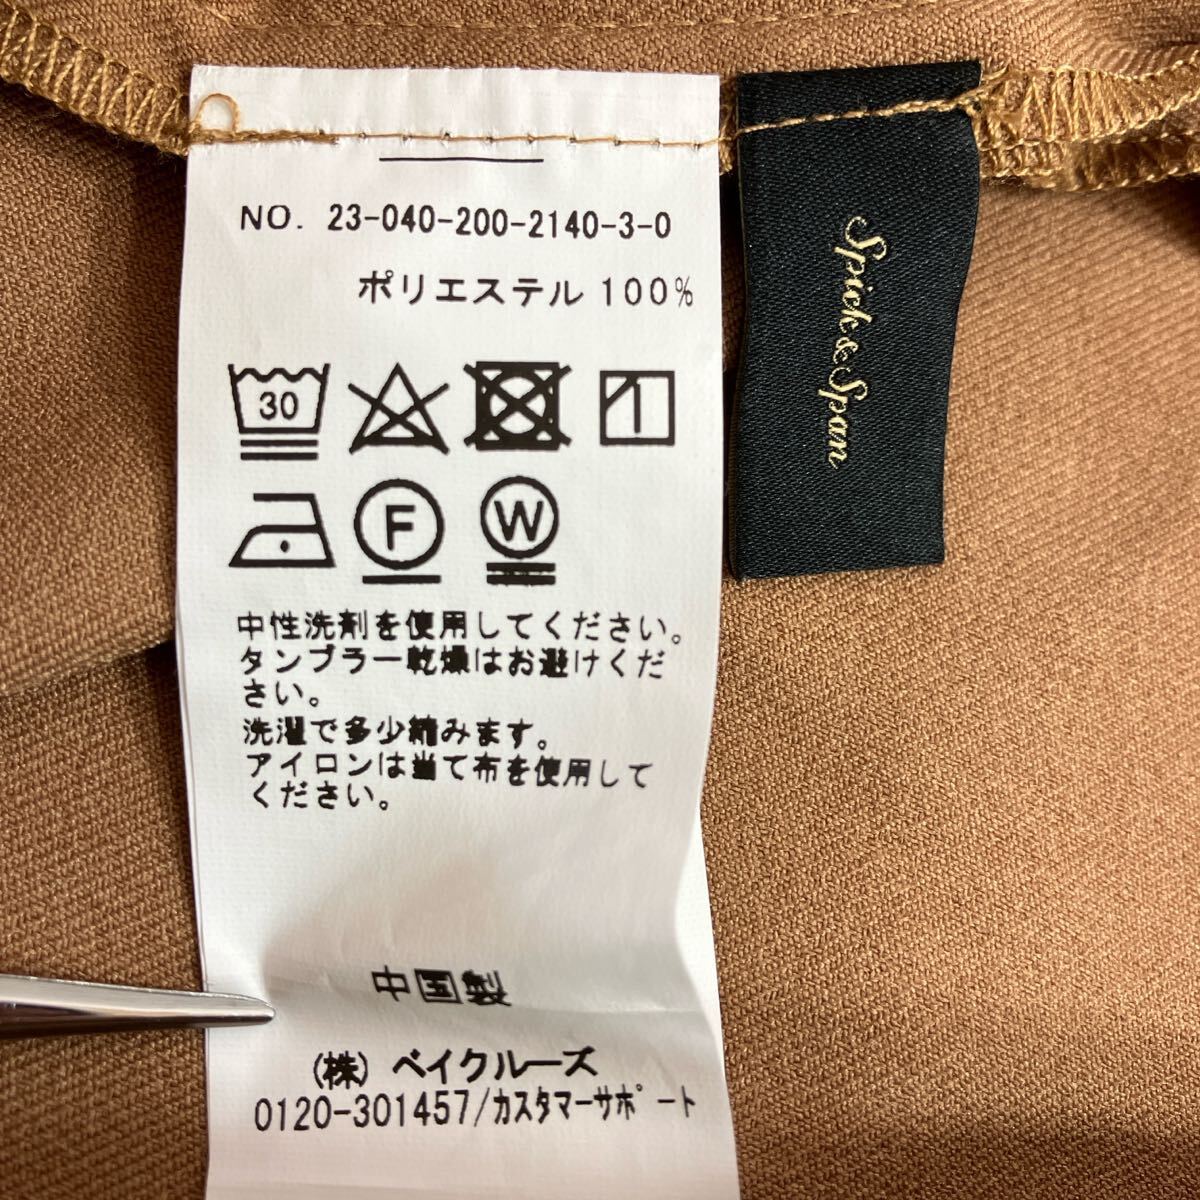 NO. 23-040-200-2140-3-0
ポリエステル 100%
30
1
F
W
中性洗剤を使用してください。
タンブラー乾燥はお避けくだ
さい。
洗濯で多少縮みます。
アイロンは当て布を使用して
ください。
中国製
(株) ベイクルーズ
0120-301457/カスタマーサポート
Spick&Span